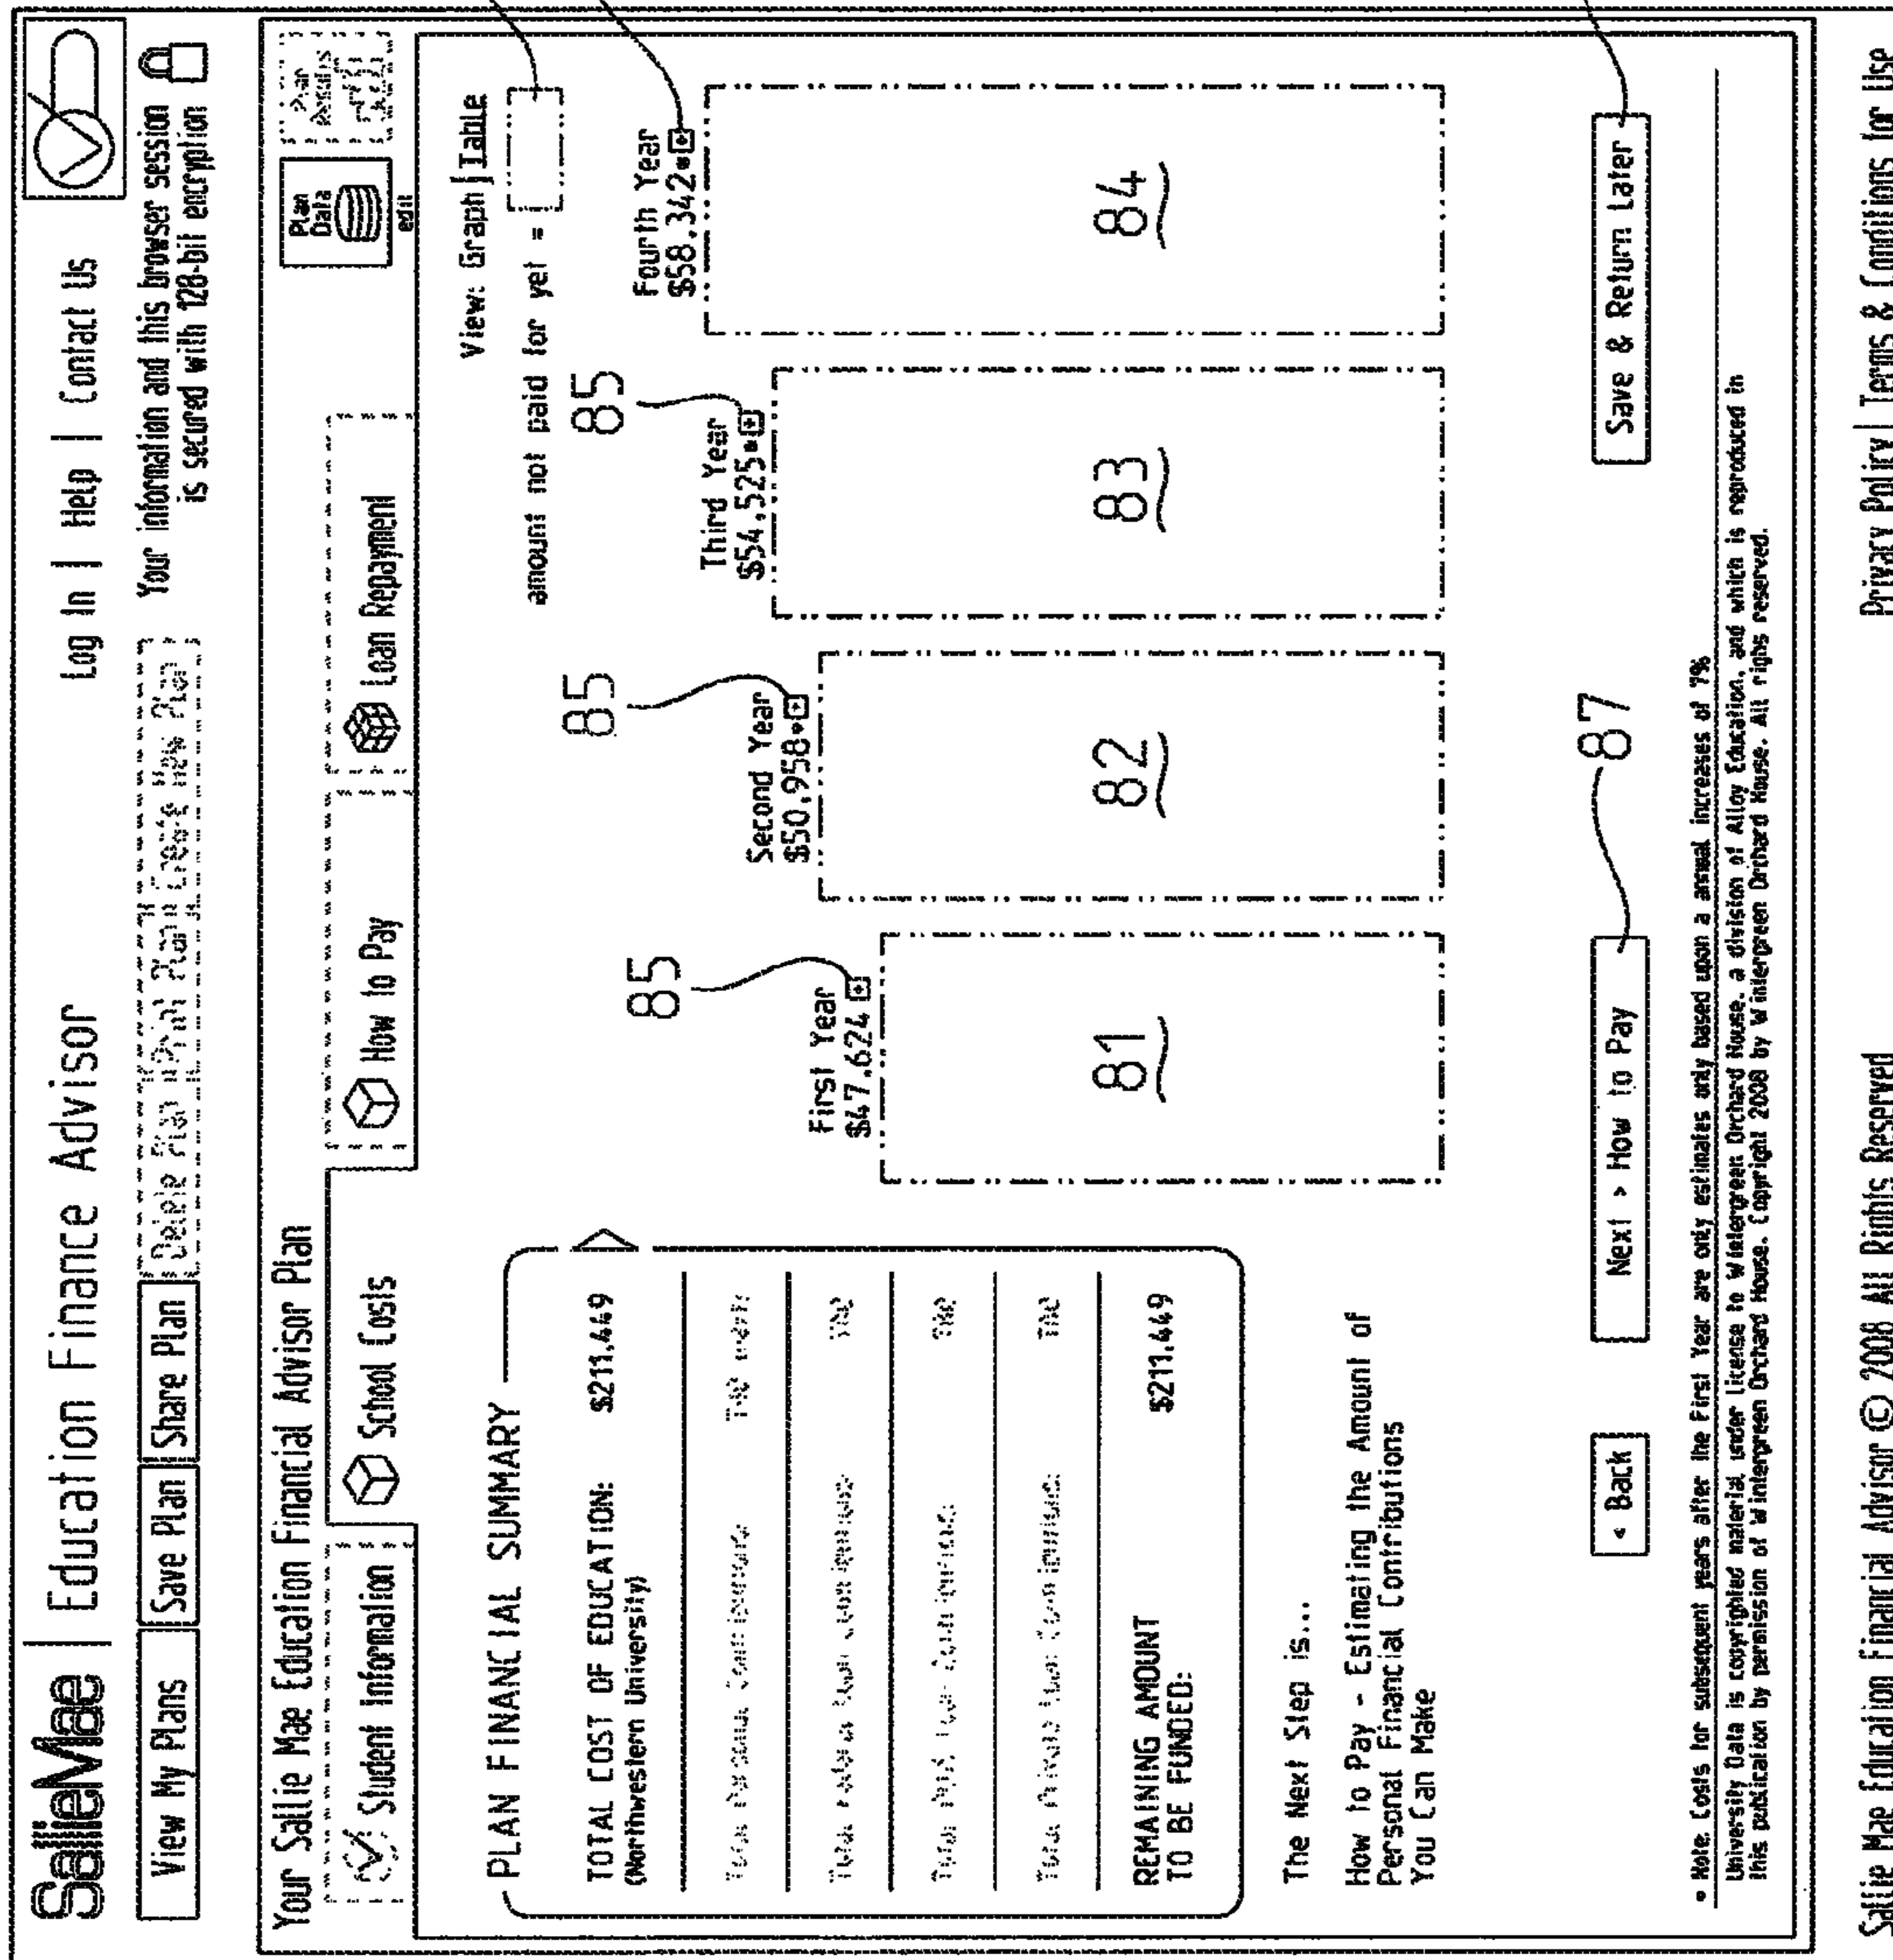 SallieMae | Education Finance Advisor
Log In | Help | Contact Us
View My Plans
Save Plan
Share Plan
Delete Plan
Print Plan
Create New Plan
Your information and this browser session
is secured with 128-bit encryption
Your Sallie Mae Education Financial Advisor Plan
Plan
Data
edit
Plan
Results
Student Information
School Costs
How to Pay
Loan Repayment
PLAN FINANCIAL SUMMARY
TOTAL COST OF EDUCATION: $211.449
(Northwestern University)
REMAINING AMOUNT
TO BE FUNDED: $211.449
The Next Step is...
How to Pay - Estimating the Amount of
Personal Financial Contributions
You Can Make
View: Graph | Table
amount not paid for yet =
First Year
$47.624 +
Second Year
$50.958*+
Third Year
$54.525*+
Fourth Year
$58.342*+
85
85
85
81
82
83
84
< Back
Next > How to Pay
87
Save & Return Later
* Note. Costs for subsequent years after the First Year are only estimates only based upon a annual increases of 7%
University Data is copyrighted material under license to Wintergreen Orchard House. a division of Alloy Education, and which is reproduced in
this publication by permission of Wintergreen Orchard House. Copyright 2008 by Wintergreen Orchard House. All righs reserved.
Sallie Mae Education Financial Advisor © 2008 All Rights Reserved
Privacy Policy | Terms & Conditions for Use